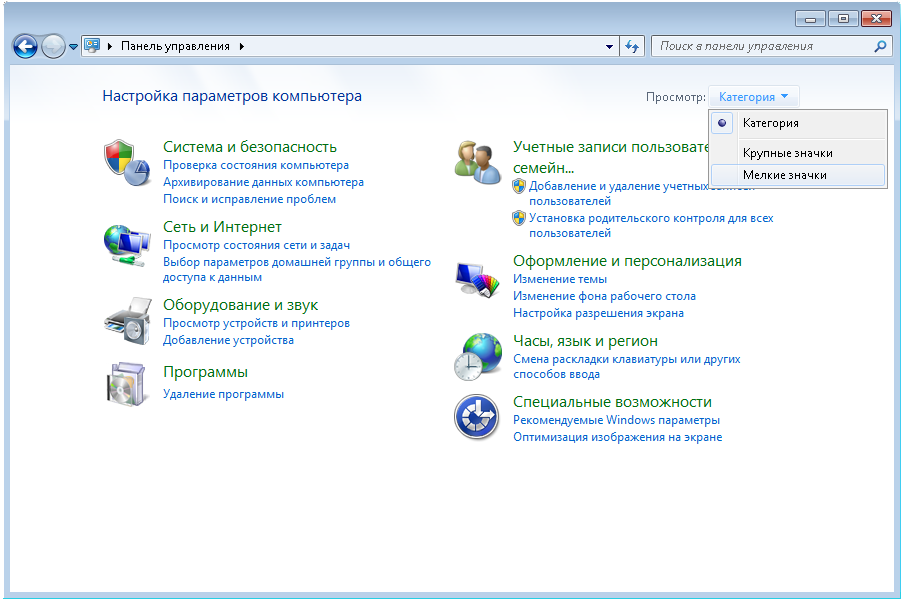 Панель управления
Поиск в панели управления
Настройка параметров компьютера
Просмотр:
Категория
Категория
Крупные значки
Мелкие значки
Система и безопасность
Проверка состояния компьютера
Архивирование данных компьютера
Поиск и исправление проблем
Сеть и Интернет
Просмотр состояния сети и задач
Выбор параметров домашней группы и общего
доступа к данным
Оборудование и звук
Просмотр устройств и принтеров
Добавление устройства
Программы
Удаление программы
Учетные записи пользовате
семейн...
Добавление и удаление учетных
пользователей
Установка родительского контроля для всех
пользователей
Оформление и персонализация
Изменение темы
Изменение фона рабочего стола
Настройка разрешения экрана
Часы, язык и регион
Смена раскладки клавиатуры или других
способов ввода
Специальные возможности
Рекомендуемые Windows параметры
Оптимизация изображения на экране